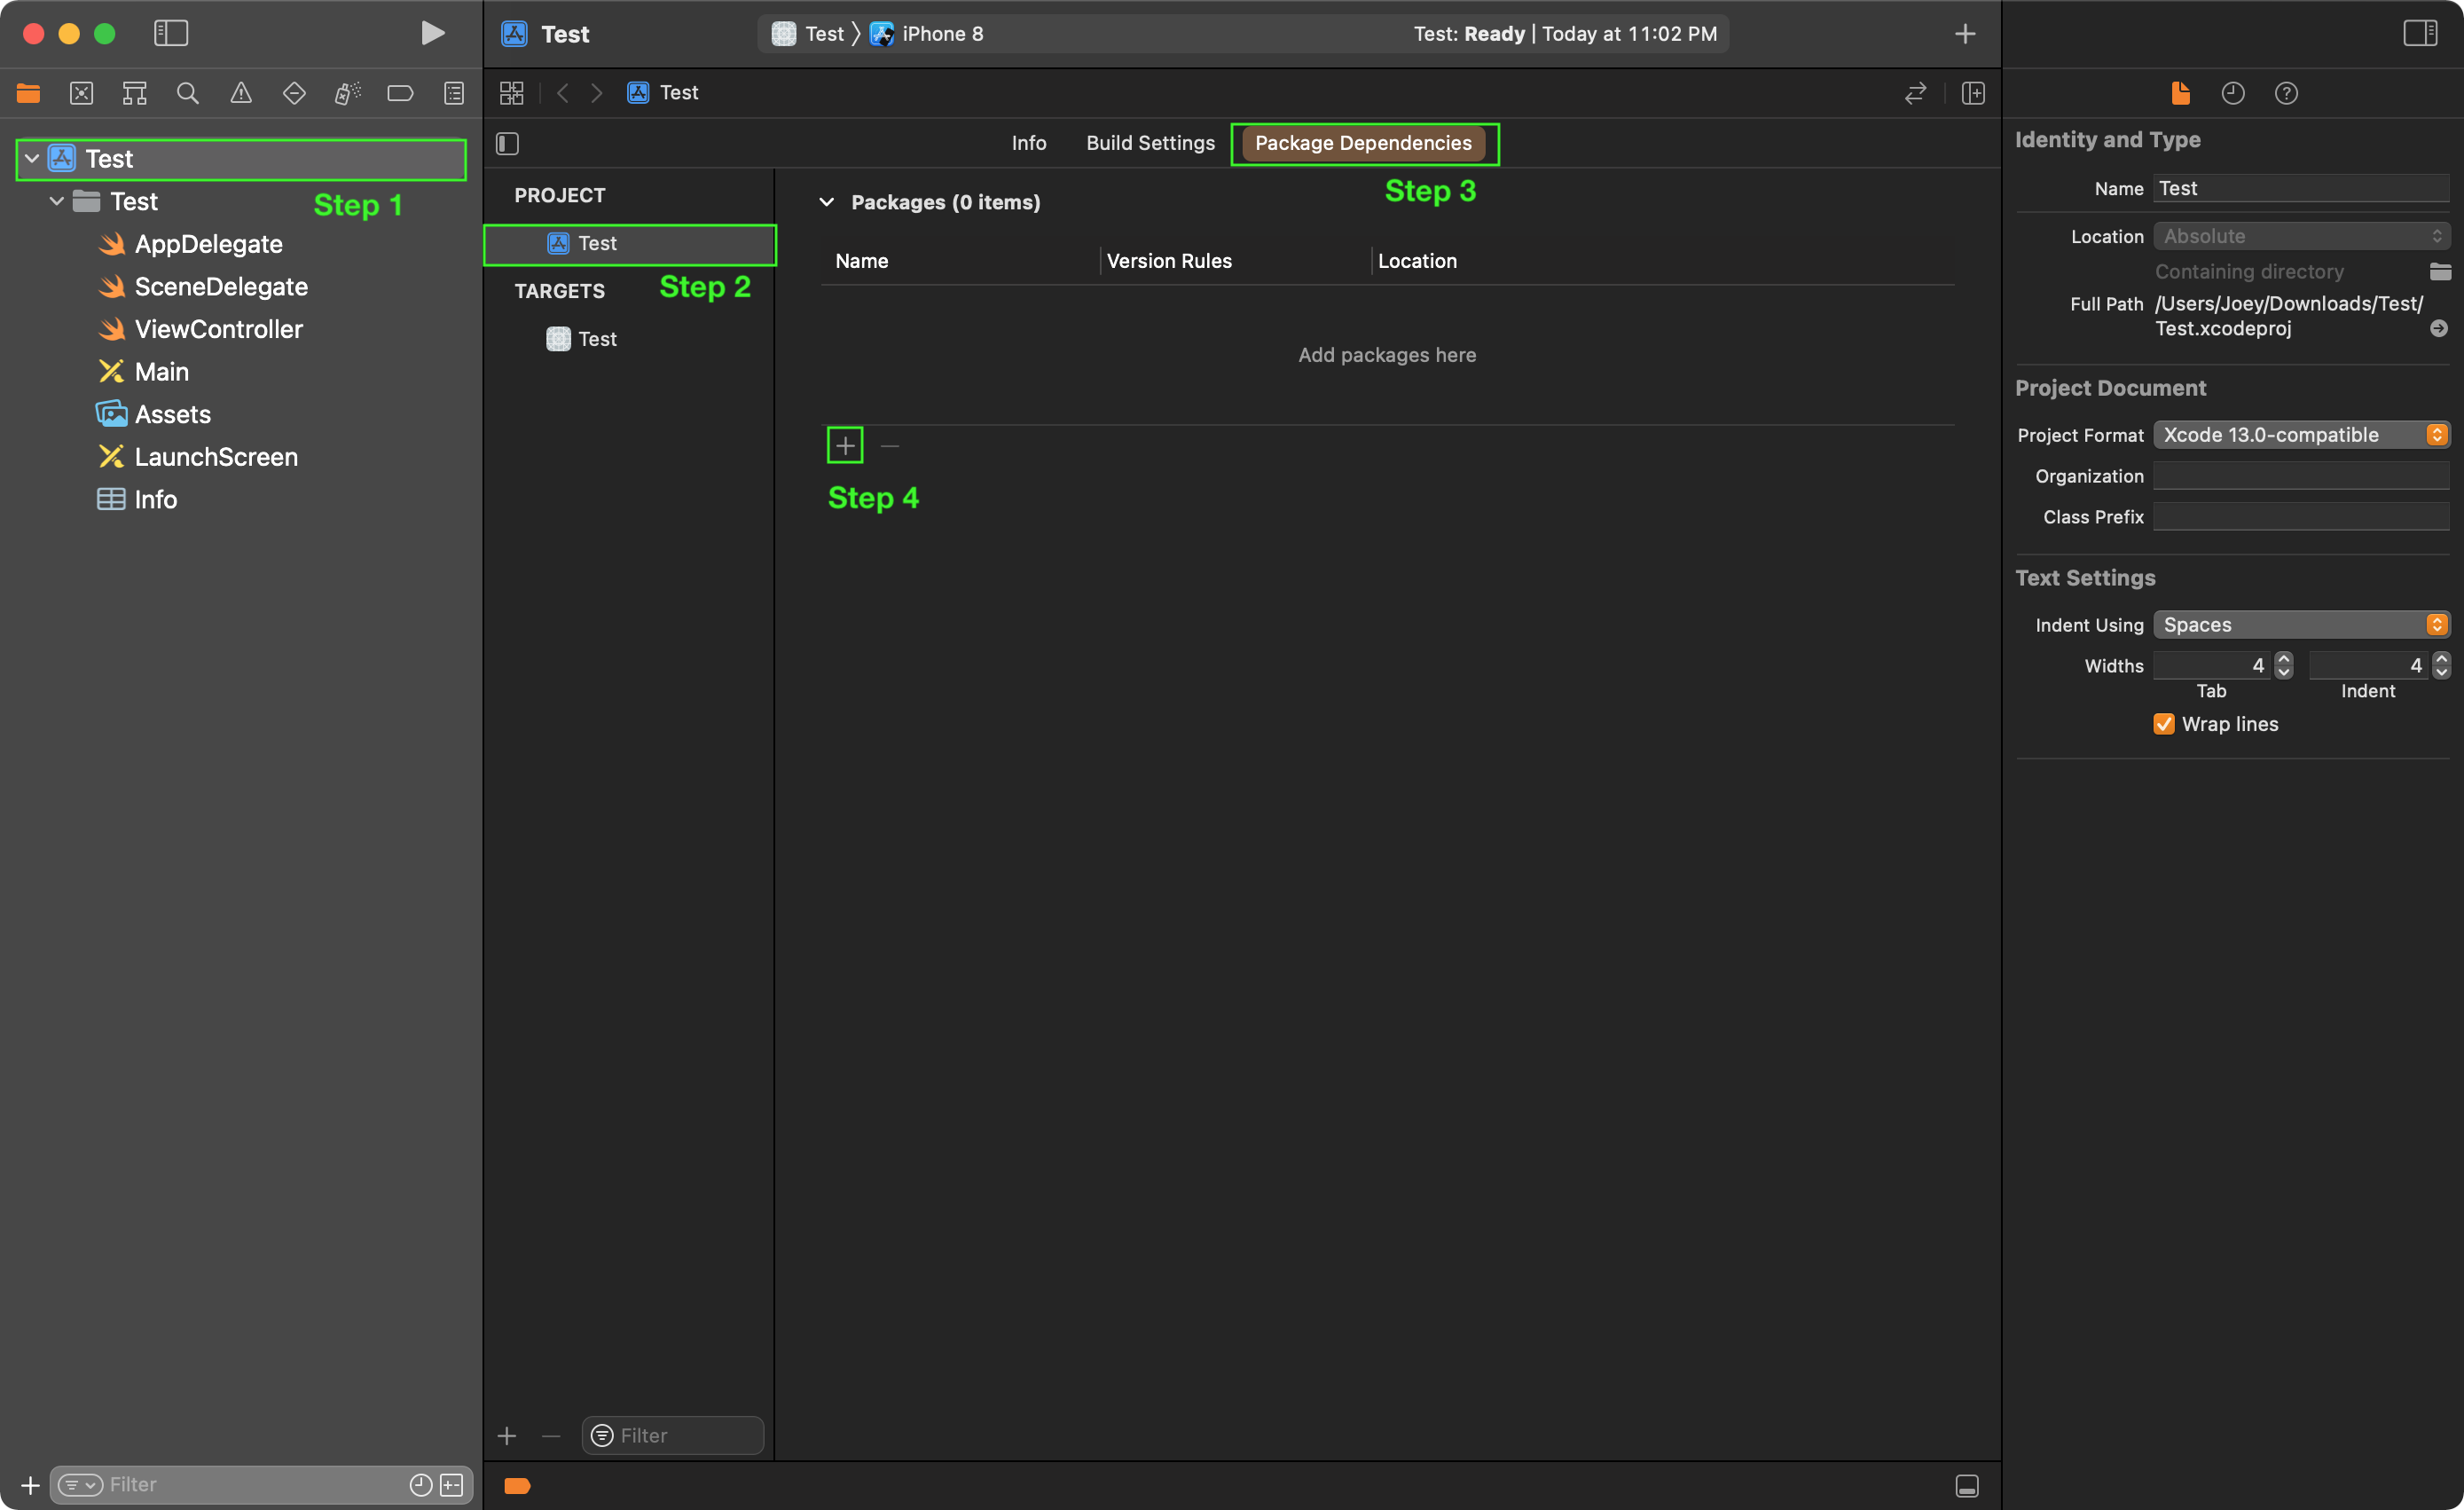 Test
Test 〉 iPhone 8
Test: Ready | Today at 11:02 PM
Test
Test
Step 1
Test
AppDelegate
SceneDelegate
ViewController
Main
Assets
LaunchScreen
Info
Filter
Info
Build Settings
Package Dependencies
Step 3
PROJECT
Test
Step 2
TARGETS
Test
Filter
Packages (0 items)
Name
Version Rules
Location
Add packages here
Step 4
Identity and Type
Name Test
Location Absolute
Containing directory
Full Path /Users/Joey/Downloads/Test/
Test.xcodeproj
Project Document
Project Format Xcode 13.0-compatible
Organization
Class Prefix
Text Settings
Indent Using Spaces
Widths 4 4
Tab Indent
Wrap lines